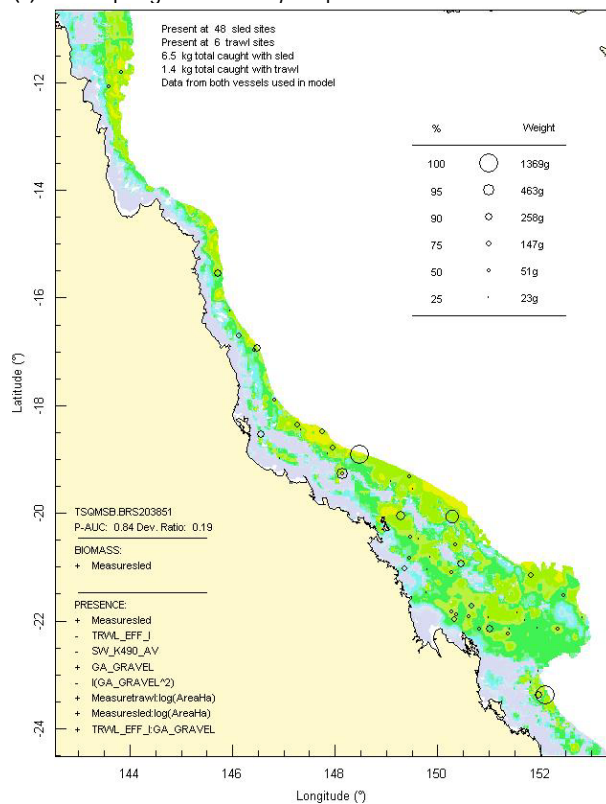 Present at 48 sled sites
Present at 6 trawl sites
6.5 kg total caught with sled
1.4 kg total caught with trawl
Data from both vessels used in model
% Weight
100 1369g
95 463g
90 258g
75 147g
50 51g
25 23g
-12
-14
-16
-18
-20
-22
-24
Latitude (°)
TSQMSB.BRS203851
P-AUC: 0.84 Dev. Ratio: 0.19
BIOMASS:
+ Measuresled
PRESENCE:
+ Measuresled
- TRWL_EFF_I
- SW_K490_AV
+ GA_GRAVEL
- I(GA_GRAVEL^2)
+ Measuretrawl:log(AreaHa)
+ Measuresled:log(AreaHa)
+ TRWL_EFF_I:GA_GRAVEL
144 146 148 150 152
Longitude (°)